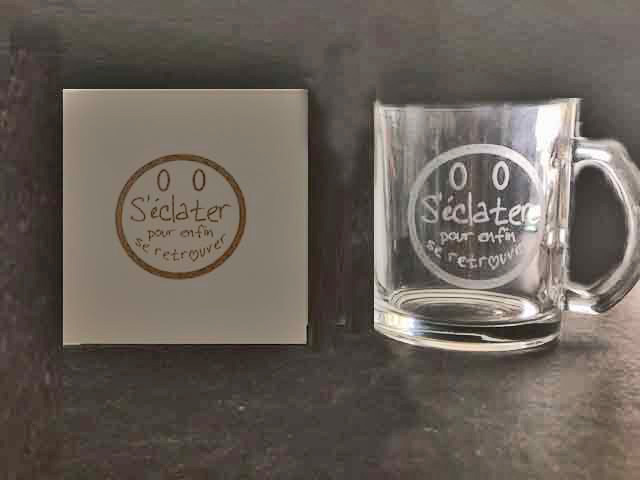 S'éclater
pour enfin
se retrouver
S'éclater
pour enfin
se retrouver